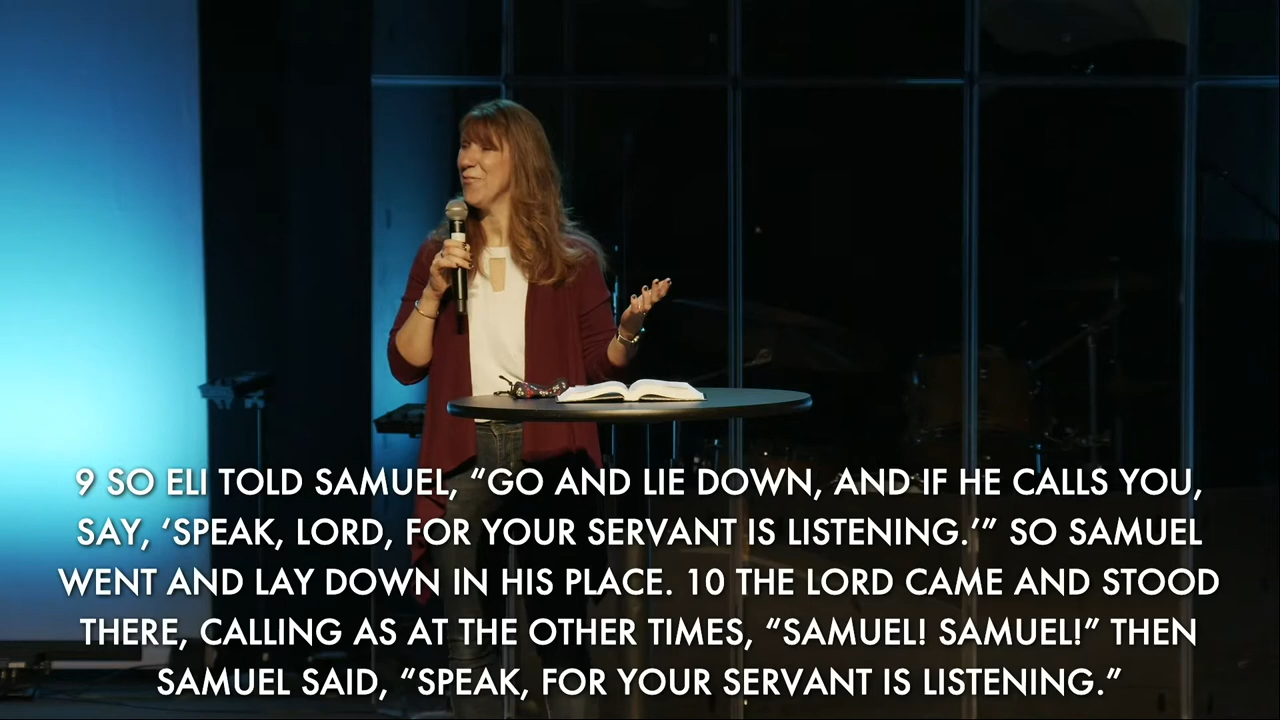 9 SO ELI TOLD SAMUEL, “GO AND LIE DOWN, AND IF HE CALLS YOU,
SAY, ‘SPEAK, LORD, FOR YOUR SERVANT IS LISTENING.’” SO SAMUEL
WENT AND LAY DOWN IN HIS PLACE. 10 THE LORD CAME AND STOOD
THERE, CALLING AS AT THE OTHER TIMES, “SAMUEL! SAMUEL!” THEN
SAMUEL SAID, “SPEAK, FOR YOUR SERVANT IS LISTENING.”